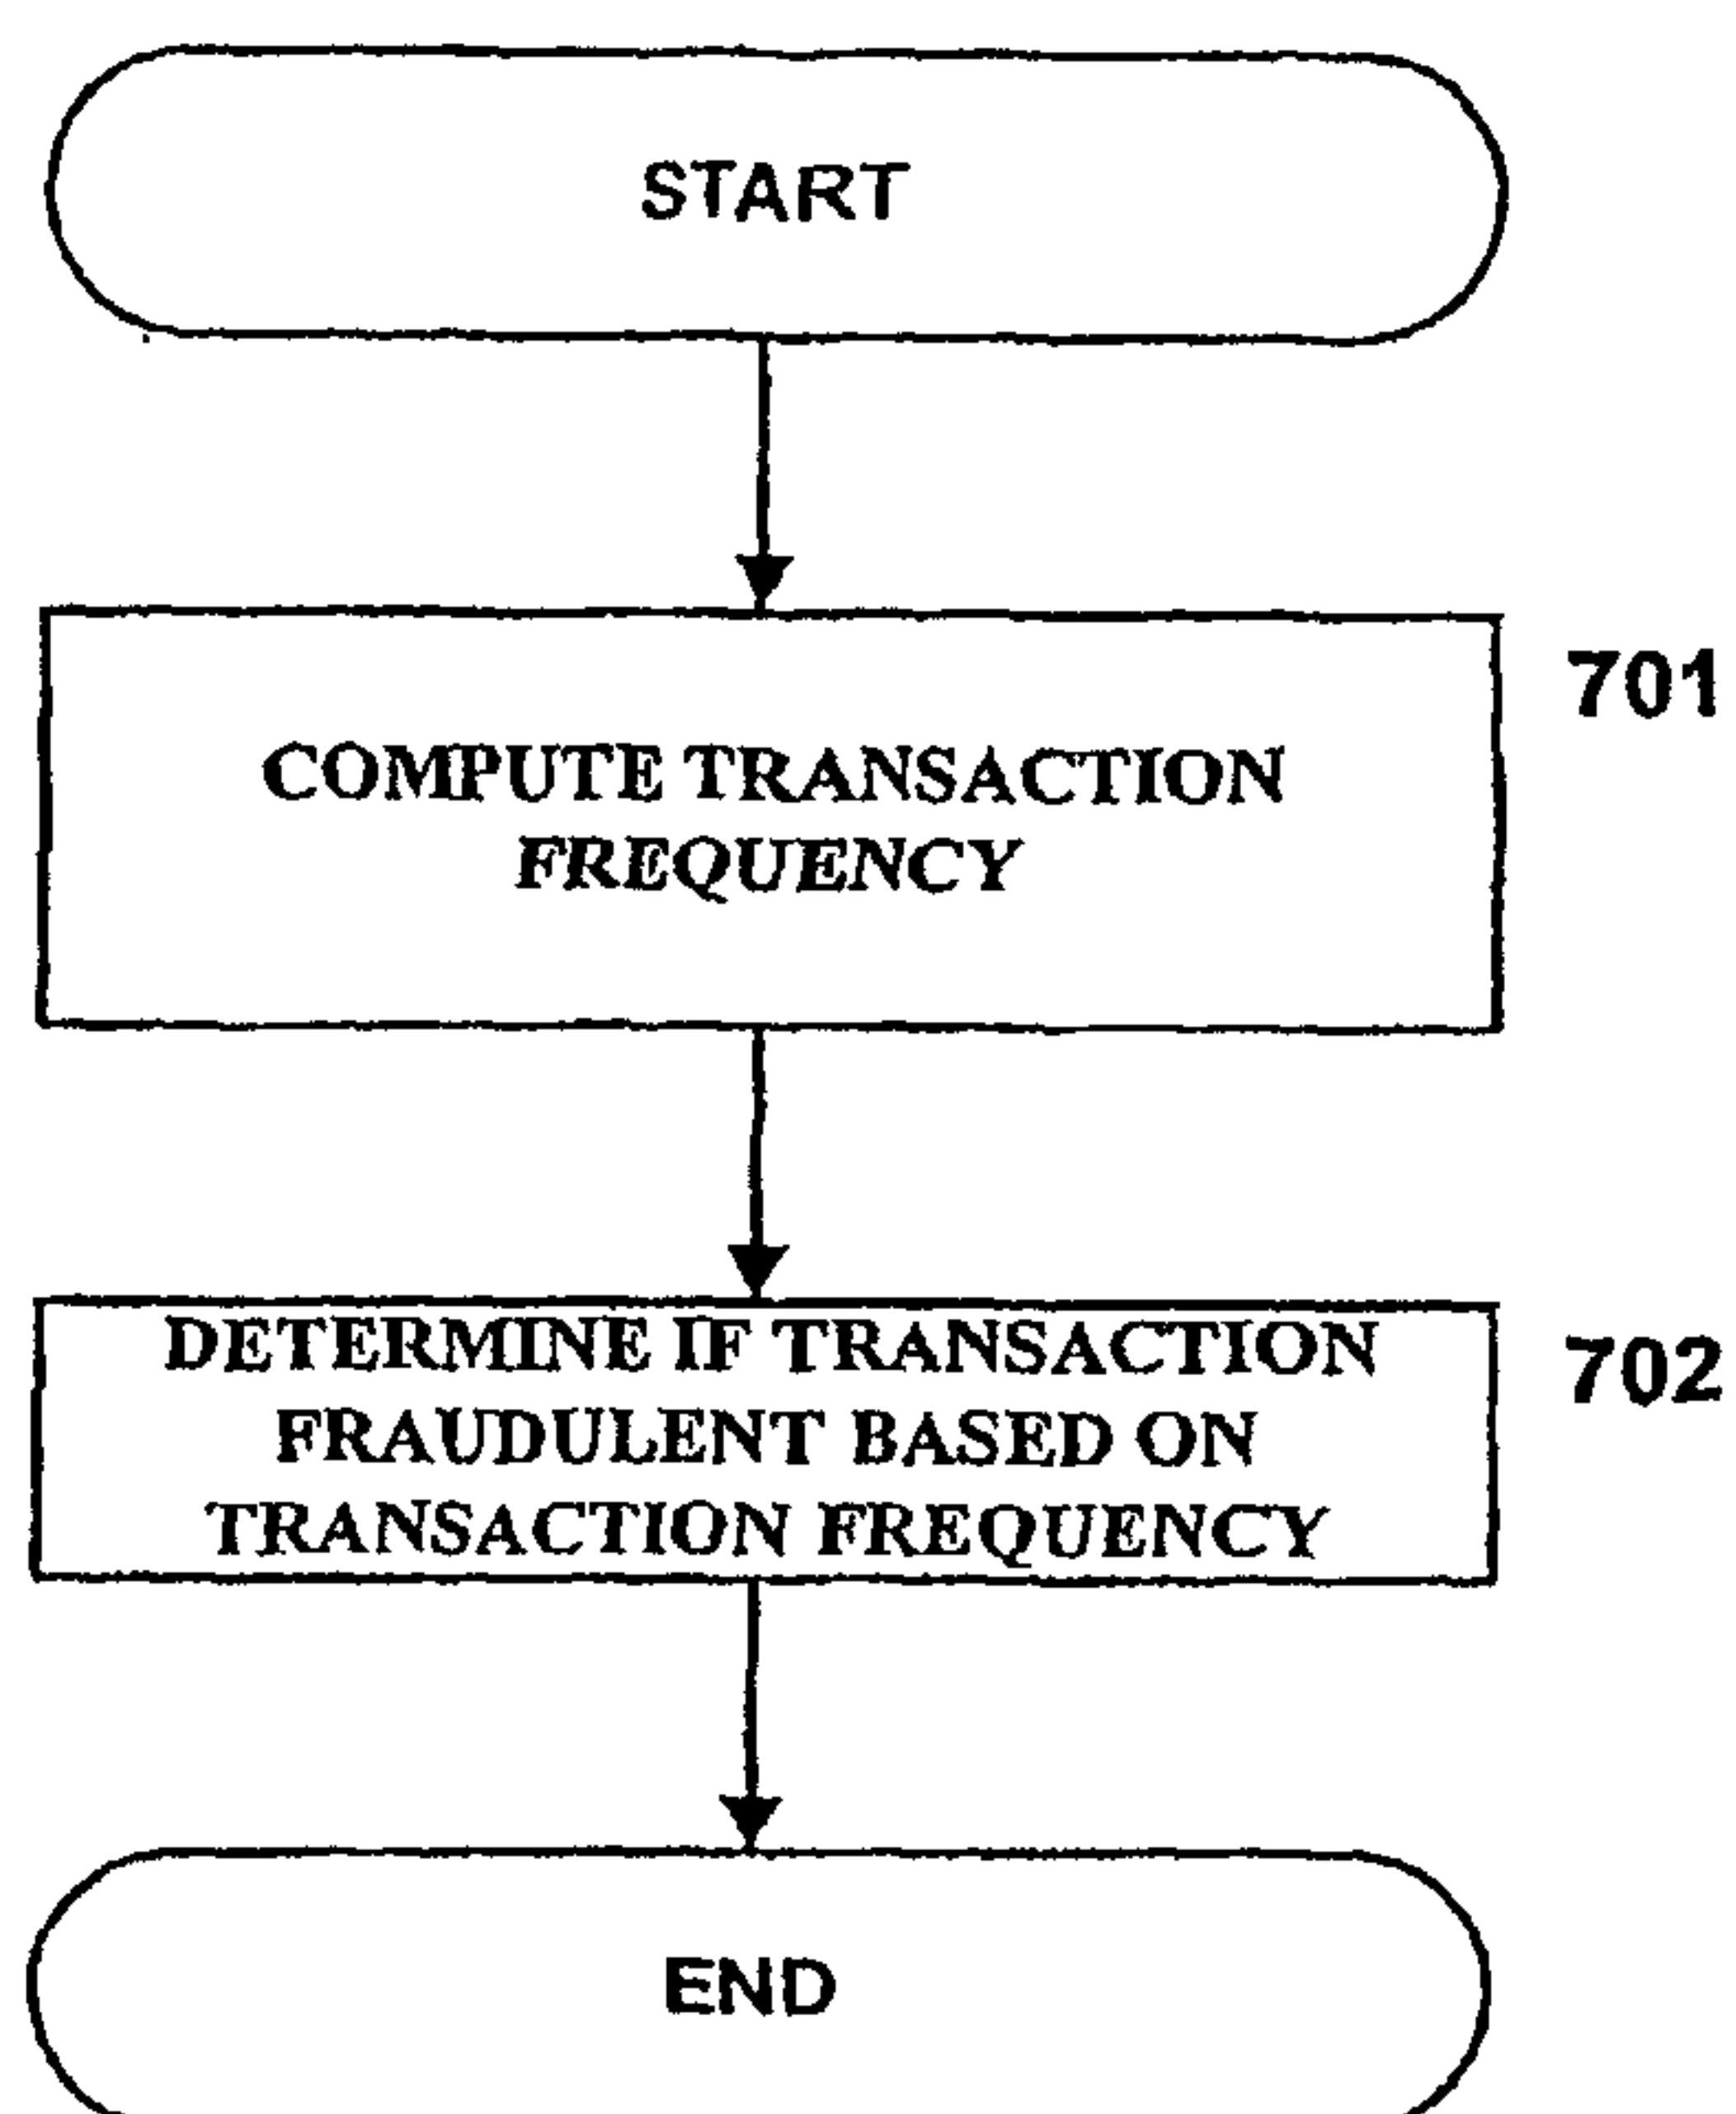 START
701
COMPUTE TRANSACTION
FREQUENCY
702
DETERMINE IF TRANSACTION
FRAUDULENT BASED ON
TRANSACTION FREQUENCY
END